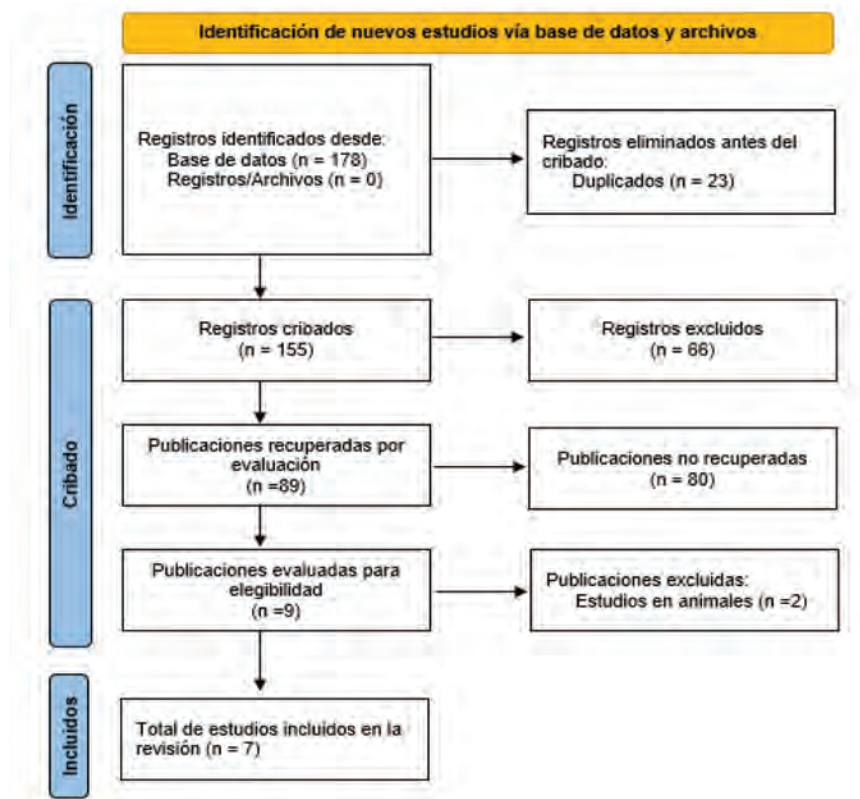 Identificación de nuevos estudios vía base de datos y archivos
Identificación
Registros identificados desde:
Base de datos (n = 178)
Registros/Archivos (n = 0)
Registros eliminados antes del
cribado:
Duplicados (n = 23)
Cribado
Registros cribados
(n = 155)
Registros excluidos
(n = 66)
Publicaciones recuperadas por
evaluación
(n =89)
Publicaciones no recuperadas
(n = 80)
Publicaciones evaluadas para
elegibilidad
(n =9)
Publicaciones excluidas:
Estudios en animales (n =2)
Incluidos
Total de estudios incluidos en la
revisión (n = 7)